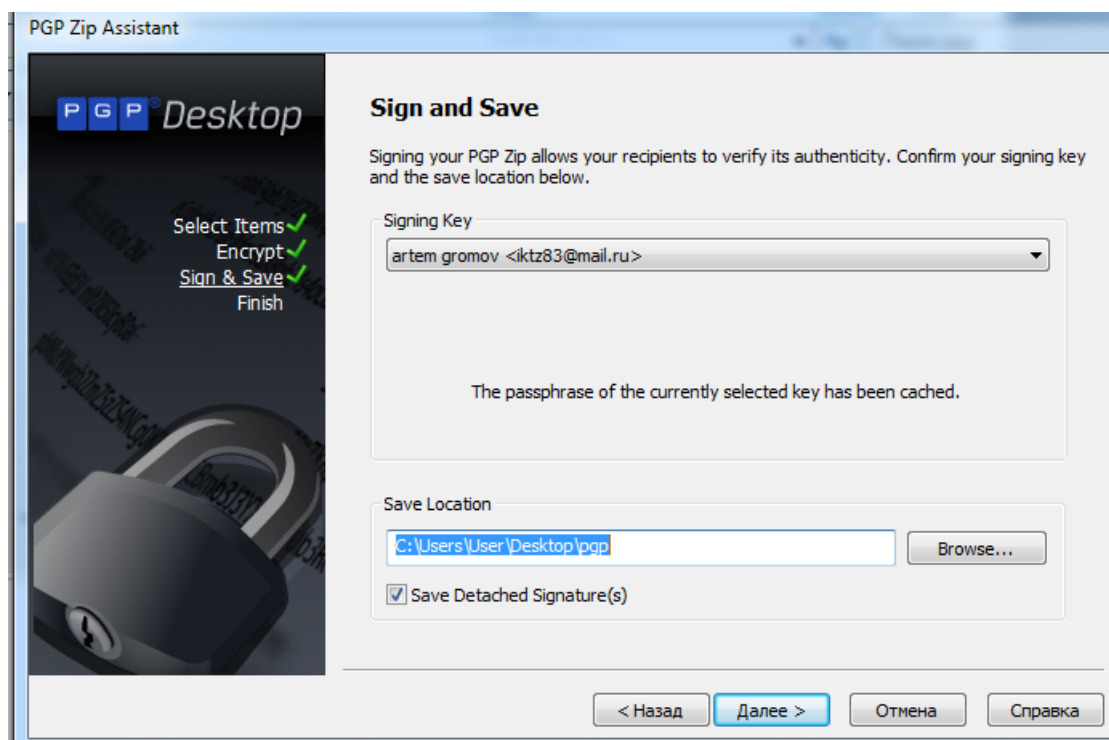 PGP Zip Assistant
PGP® Desktop
Select Items
Encrypt
Sign & Save
Finish
Sign and Save
Signing your PGP Zip allows your recipients to verify its authenticity. Confirm your signing key
and the save location below.
Signing Key
artem gromov <iktz83@mail.ru>
The passphrase of the currently selected key has been cached.
Save Location
C:\Users\User\Desktop\pgp
Browse...
Save Detached Signature(s)
< Назад
Далее >
Отмена
Справка